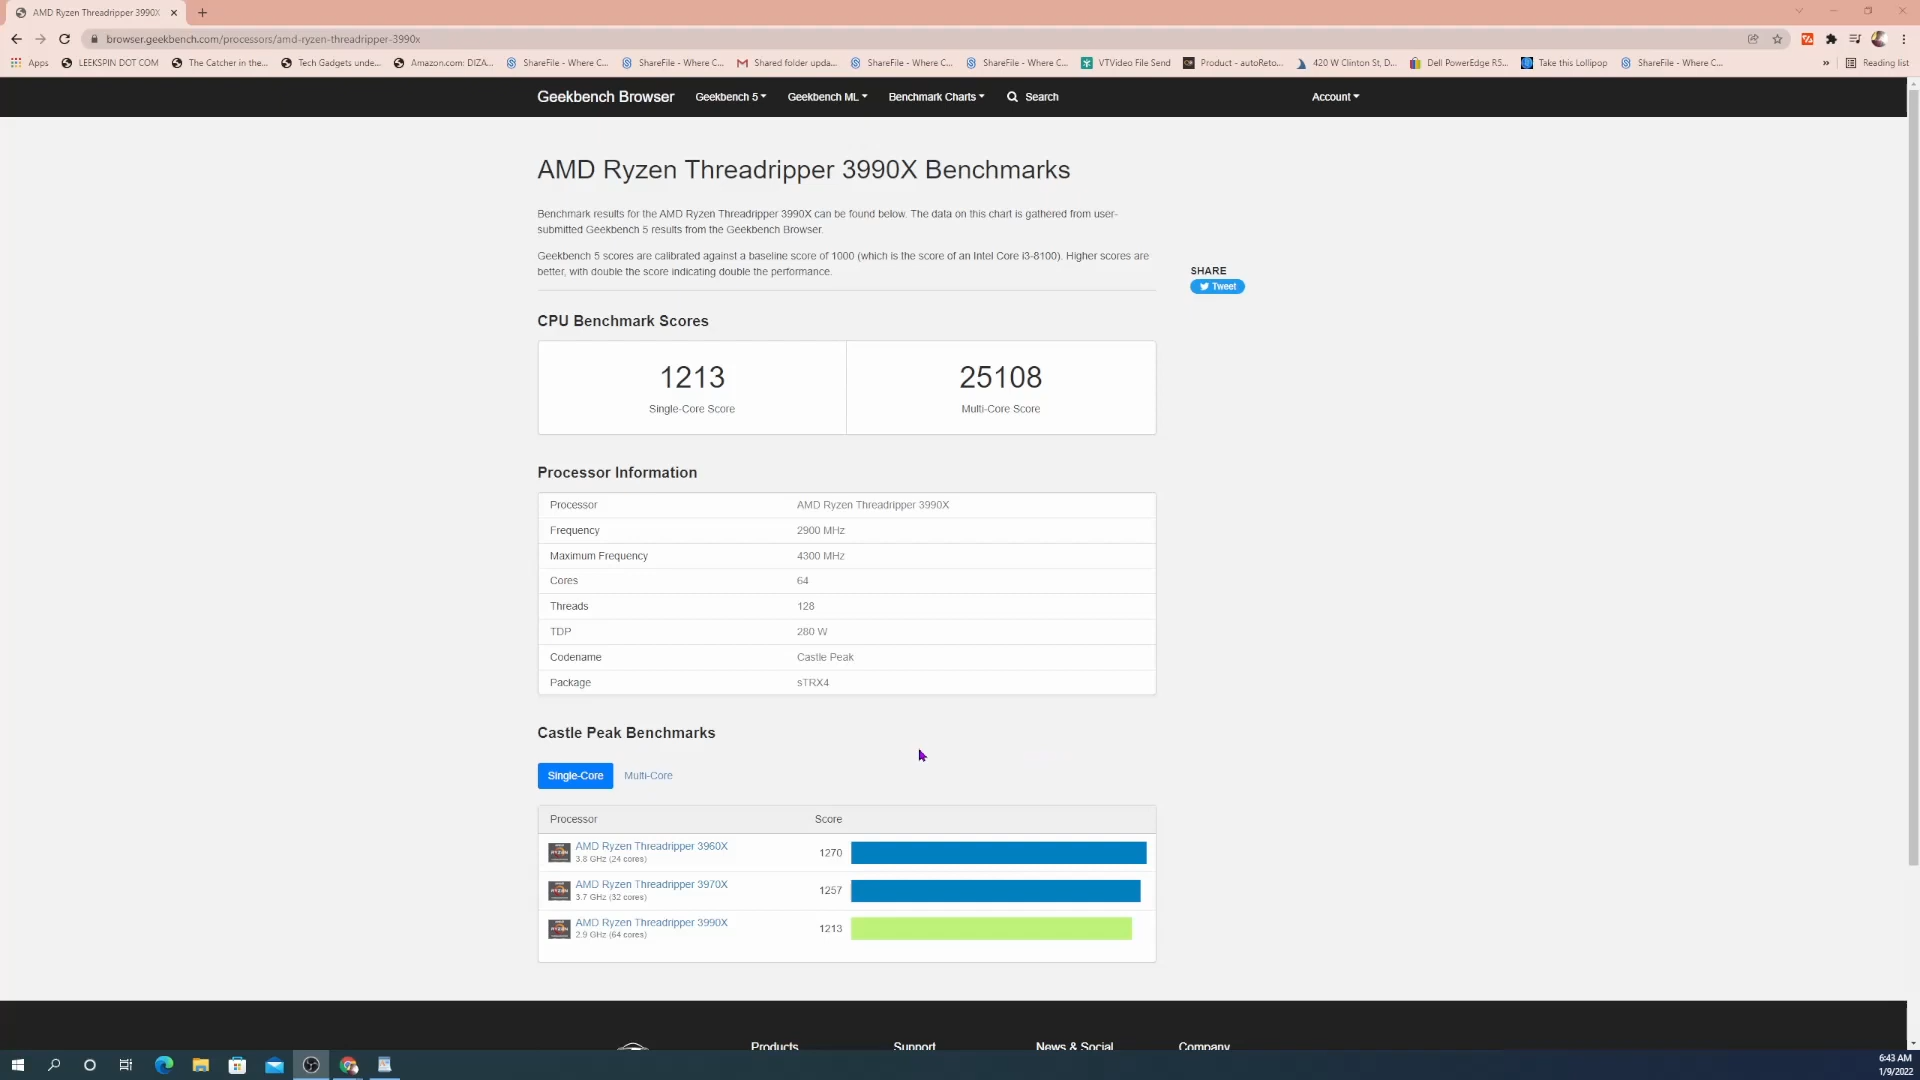 AMD Ryzen Threadripper 3990X
browser.geekbench.com/processors/amd-ryzen-threadripper-3990x
Apps LEEKSPIN DOT COM The Catcher in the... Tech Gadgets unde... Amazon.com: DIZA... ShareFile - Where C... ShareFile - Where C... Shared folder upda... ShareFile - Where C... ShareFile - Where C... VTVideo File Send Product - autoReto... 420 W Clinton St, D... Dell PowerEdge R5... Take this Lollipop ShareFile - Where C... » Reading list
Geekbench Browser Geekbench 5 Geekbench ML Benchmark Charts Search Account
AMD Ryzen Threadripper 3990X Benchmarks
Benchmark results for the AMD Ryzen Threadripper 3990X can be found below. The data on this chart is gathered from user-
submitted Geekbench 5 results from the Geekbench Browser.
Geekbench 5 scores are calibrated against a baseline score of 1000 (which is the score of an Intel Core i3-8100). Higher scores are
better, with double the score indicating double the performance.
SHARE
Tweet
CPU Benchmark Scores
1213 25108
Single-Core Score Multi-Core Score
Processor Information
Processor AMD Ryzen Threadripper 3990X
Frequency 2900 MHz
Maximum Frequency 4300 MHz
Cores 64
Threads 128
TDP 280 W
Codename Castle Peak
Package sTRX4
Castle Peak Benchmarks
Single-Core Multi-Core
Processor Score
AMD Ryzen Threadripper 3960X 1270
3.8 GHz (24 cores)
AMD Ryzen Threadripper 3970X 1257
3.7 GHz (32 cores)
AMD Ryzen Threadripper 3990X 1213
2.9 GHz (64 cores)
Products Support News & Social Company
6:43 AM
1/9/2022